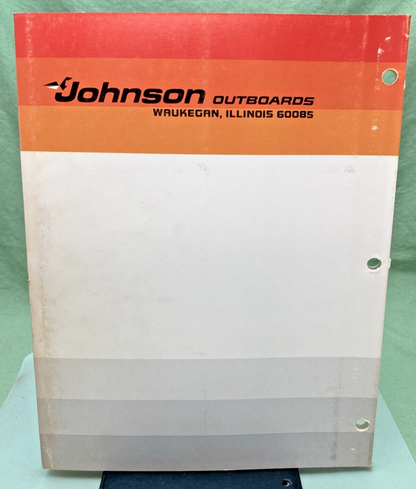 Johnson OUTBOARDS
WAUKEGAN, ILLINOIS 60085